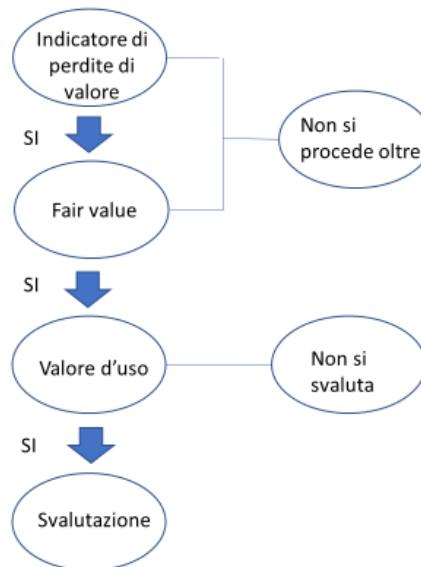 Indicatore di
perdite di
valore
SI
Non si
procede oltre
Fair value
SI
Valore d'uso
Non si
svaluta
SI
Svalutazione